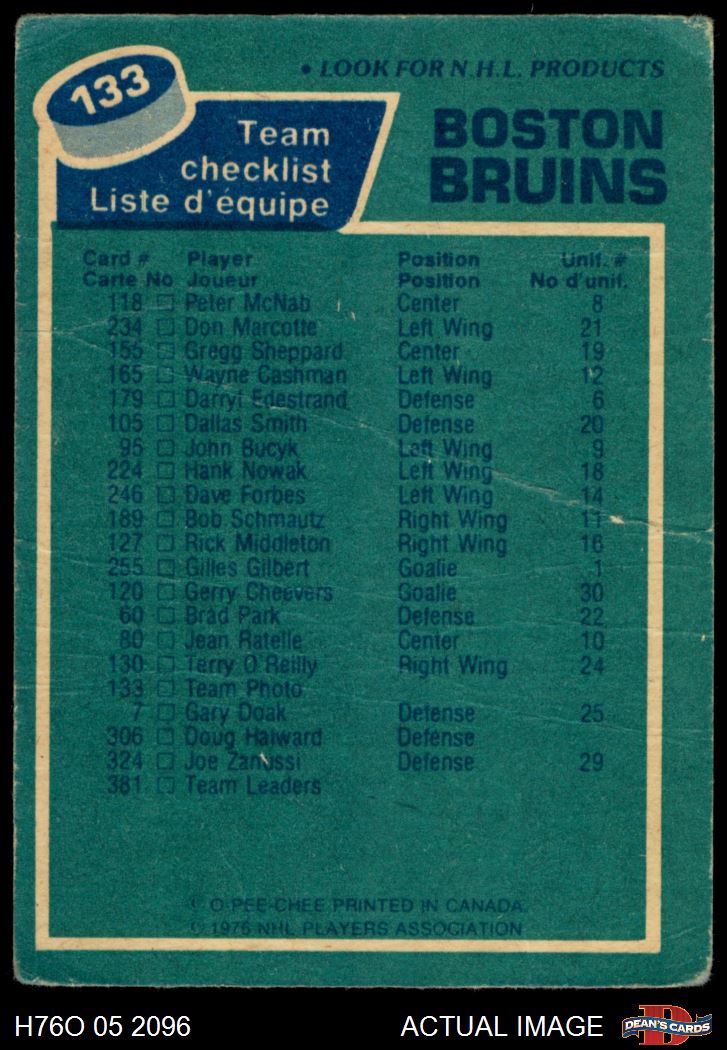 133
• LOOK FOR N.H.L. PRODUCTS
Team
checklist
Liste d'équipe
BOSTON
BRUINS
Card # Player Position Unif. #
Carte No Joueur Position No d'unif.
118 Peter McNab Center 8
234 Don Marcotte Left Wing 21
155 Gregg Sheppard Center 19
165 Wayne Cashman Left Wing 12
179 Darryl Edestrand Defense 6
105 Dallas Smith Defense 20
95 John Bucyk Left Wing 9
224 Hank Nowak Left Wing 18
246 Dave Forbes Left Wing 14
189 Bob Schmautz Right Wing 11
127 Rick Middleton Right Wing 16
255 Gilles Gilbert Goalie 1
120 Gerry Cheevers Goalie 30
60 Brad Park Defense 22
80 Jean Ratelle Center 10
130 Terry O'Reilly Right Wing 24
133 Team Photo
7 Gary Doak Defense 25
306 Doug Halward Defense
324 Joe Zanussi Defense 29
381 Team Leaders
© O-PEE-CHEE PRINTED IN CANADA.
© 1976 NHL PLAYERS ASSOCIATION
H76O 05 2096 ACTUAL IMAGE D DEAN'S CARDS